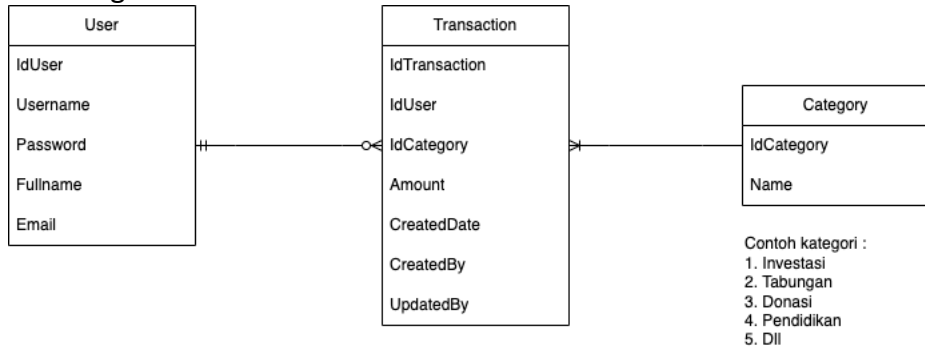 User
IdUser
Username
Password
Fullname
Email
Transaction
IdTransaction
IdUser
IdCategory
Amount
CreatedDate
CreatedBy
UpdatedBy
Category
IdCategory
Name
Contoh kategori :
1. Investasi
2. Tabungan
3. Donasi
4. Pendidikan
5. Dll